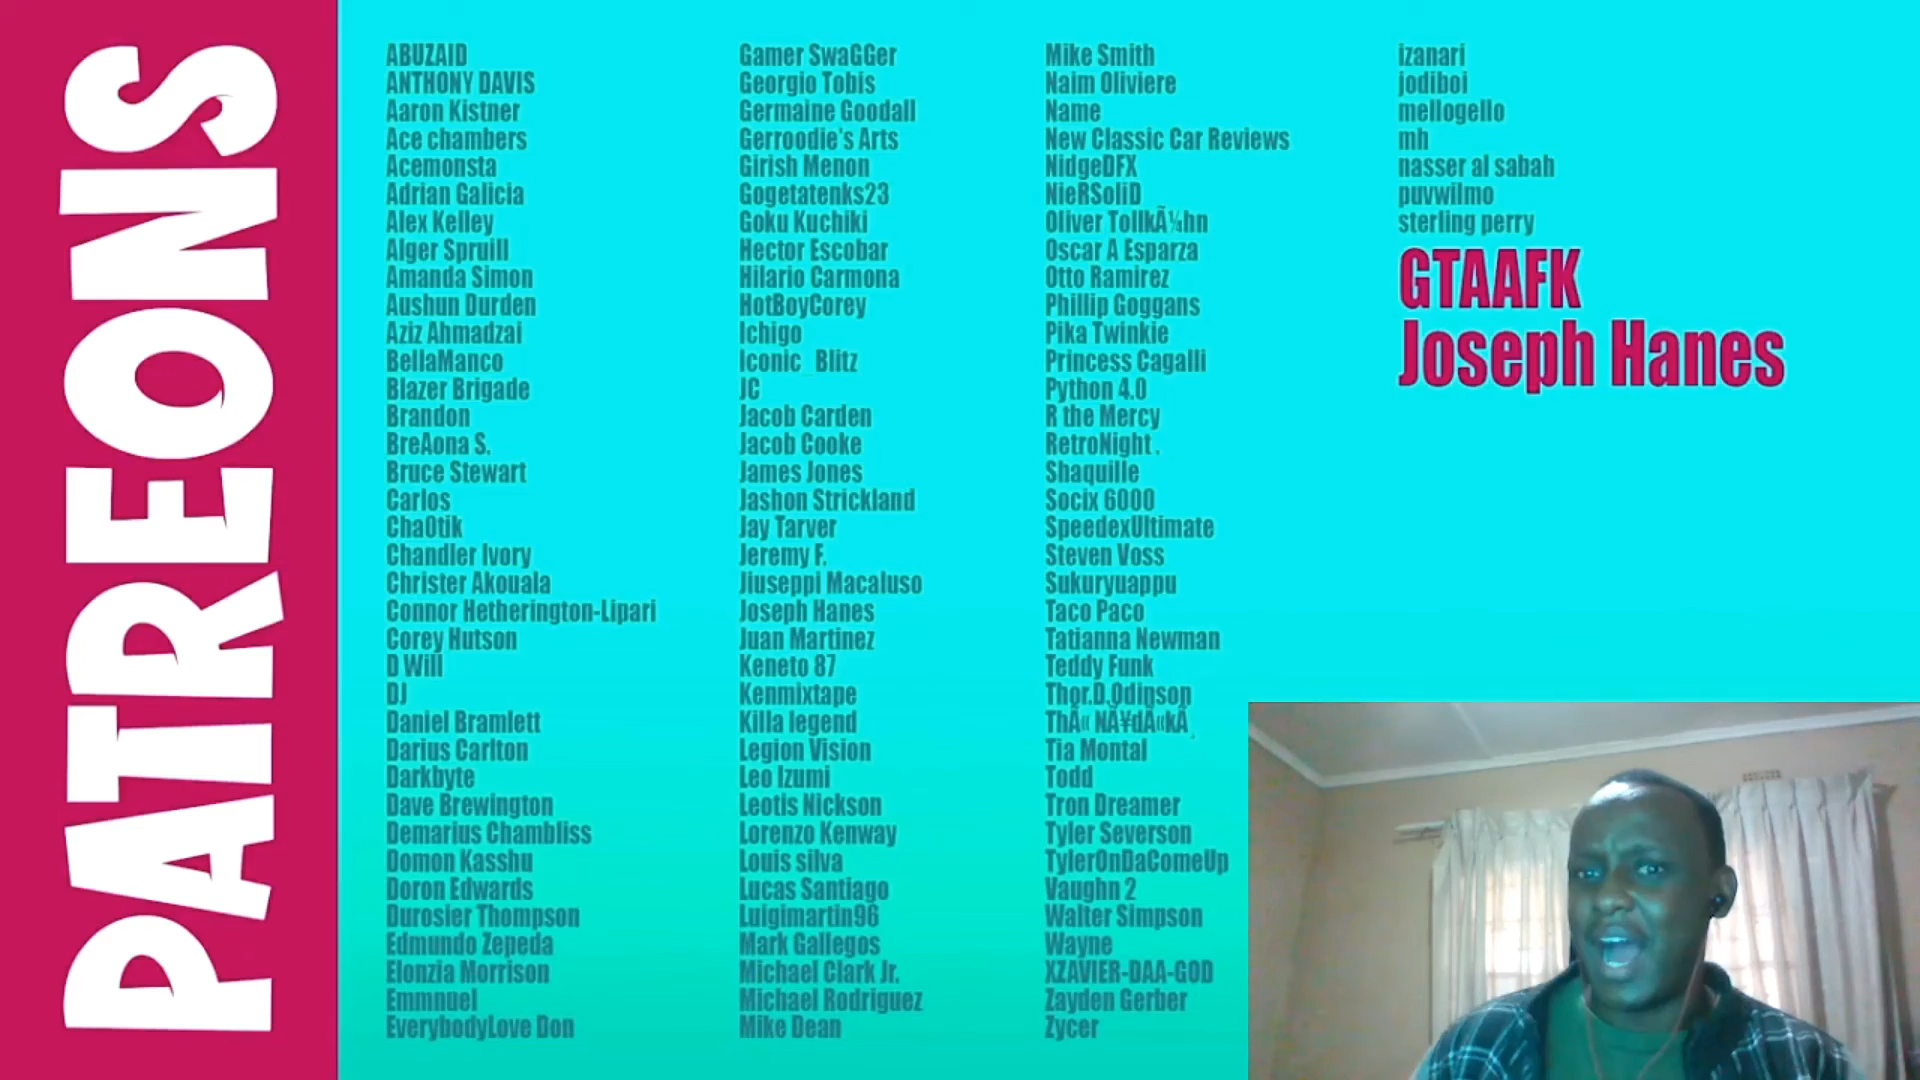 PATREONS
ABUZAID
ANTHONY DAVIS
Aaron Kistner
Ace chambers
Acemonsta
Adrian Galicia
Alex Kelley
Alger Spruill
Amanda Simon
Aushun Durden
Aziz Ahmadzai
BellaManco
Blazer Brigade
Brandon
BreAona S.
Bruce Stewart
Carlos
Cha0tik
Chandler Ivory
Christer Akouala
Connor Hetherington-Lipari
Corey Hutson
D Will
DJ
Daniel Bramlett
Darius Carlton
Darkbyte
Dave Brewington
Demarius Chambliss
Domon Kasshu
Doron Edwards
Durosier Thompson
Edmundo Zepeda
Elonzia Morrison
Emmnuel
EverybodyLove Don
Gamer SwaGGer
Georgio Tobis
Germaine Goodall
Gerroodie's Arts
Girish Menon
Gogetatenks23
Goku Kuchiki
Hector Escobar
Hilario Carmona
HotBoyCorey
Ichigo
Iconic_Blitz
JC
Jacob Carden
Jacob Cooke
James Jones
Jashon Strickland
Jay Tarver
Jeremy F.
Jiuseppi Macaluso
Joseph Hanes
Juan Martinez
Keneto 87
Kenmixtape
Killa legend
Legion Vision
Leo Izumi
Leotis Nickson
Lorenzo Kenway
Louis silva
Lucas Santiago
Luigimartin96
Mark Gallegos
Michael Clark Jr.
Michael Rodriguez
Mike Dean
Mike Smith
Naim Oliviere
Name
New Classic Car Reviews
NidgeDFX
NieRSoliD
Oliver TollkÃ¼hn
Oscar A Esparza
Otto Ramirez
Phillip Goggans
Pika Twinkie
Princess Cagalli
Python 4.0
R the Mercy
RetroNight .
Shaquille
Socix 6000
SpeedexUltimate
Steven Voss
Sukuryuappu
Taco Paco
Tatianna Newman
Teddy Funk
Thor.D.Odinson
ThÃ« NÃ¥dÃ«kÃ¸
Tia Montal
Todd
Tron Dreamer
Tyler Severson
TylerOnDaComeUp
Vaughn 2
Walter Simpson
Wayne
XZAVIER-DAA-GOD
Zayden Gerber
Zycer
izanari
jodiboi
mellogello
mh
nasser al sabah
puvwilmo
sterling perry
GTAAFK
Joseph Hanes